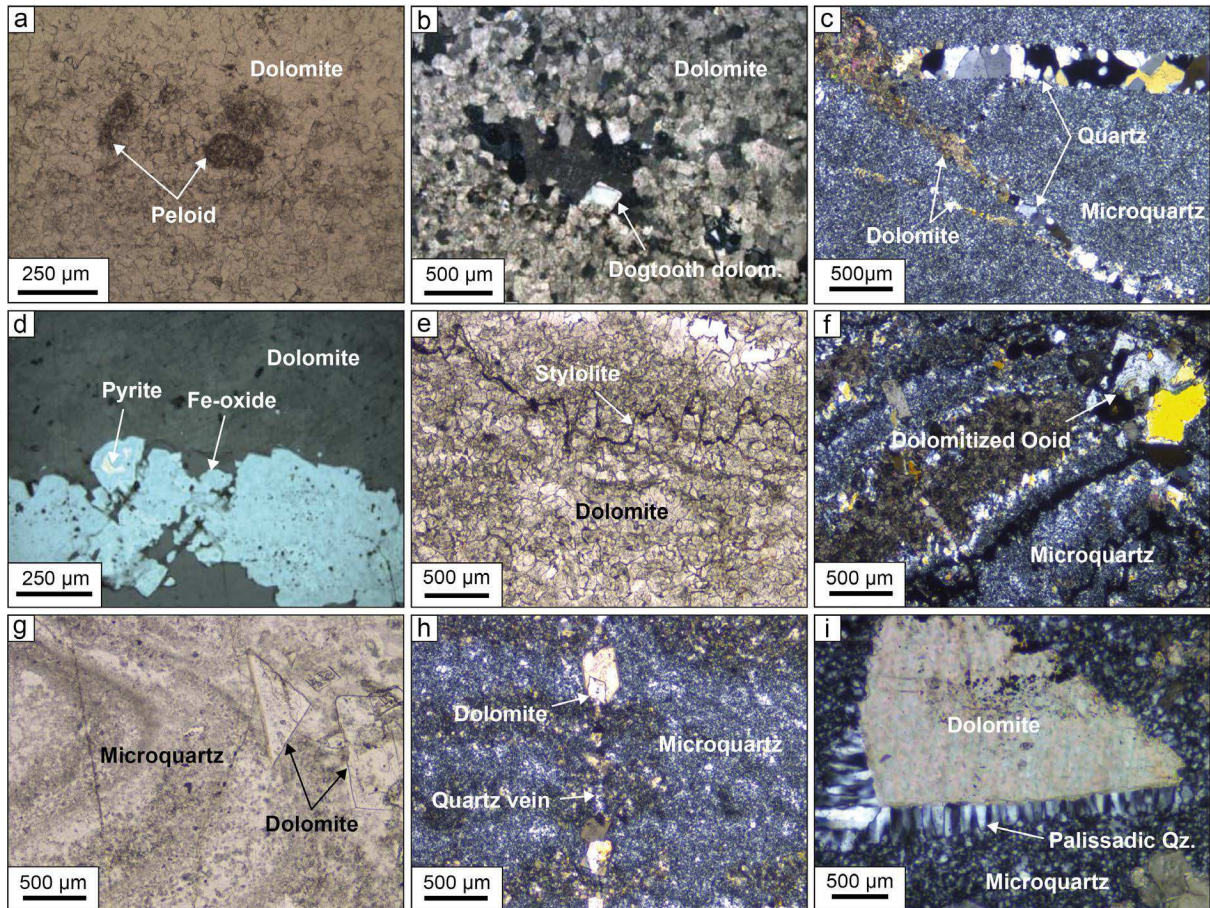 a
Dolomite
Peloid
250 µm
b
Dolomite
Dogtooth dolom.
500 µm
c
Quartz
Microquartz
Dolomite
500µm
d
Dolomite
Pyrite
Fe-oxide
250 µm
e
Stylolite
Dolomite
500 µm
f
Dolomitized Ooid
Microquartz
500 µm
g
Microquartz
Dolomite
500 µm
h
Dolomite
Microquartz
Quartz vein
500 µm
i
Dolomite
Palissadic Qz.
Microquartz
500 µm